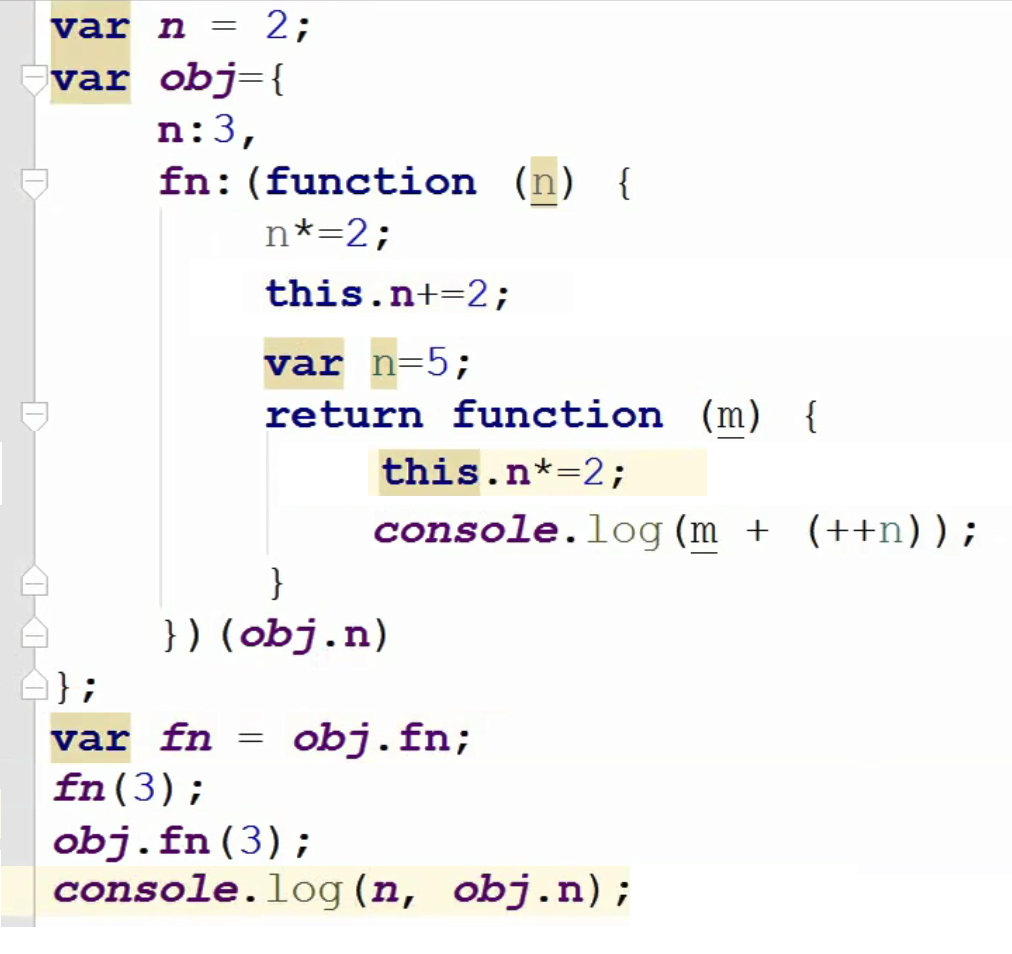 var n = 2;
var obj={
n:3,
fn:(function (n) {
n*=2;
this.n+=2;
var n=5;
return function (m) {
this.n*=2;
console.log(m + (++n));
}
})(obj.n)
};
var fn = obj.fn;
fn(3);
obj.fn(3);
console.log(n, obj.n);